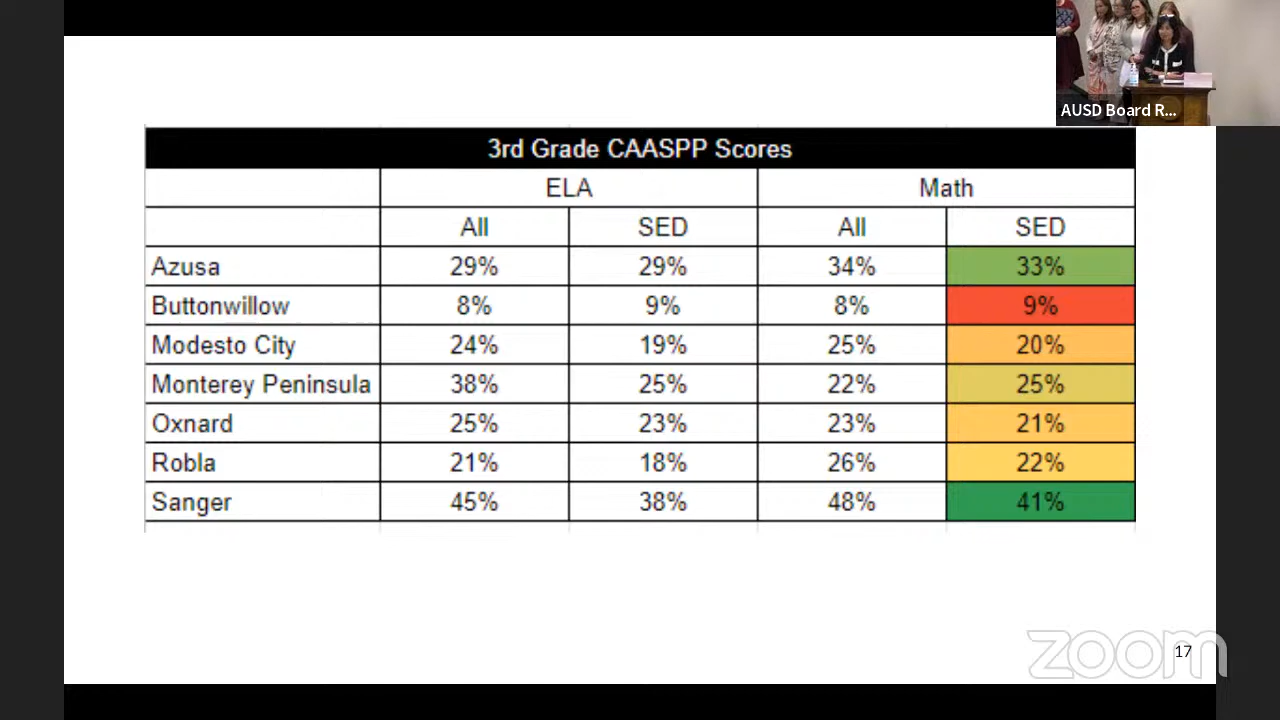 AUSD Board R...
3rd Grade CAASPP Scores
ELA Math
All SED All SED
Azusa 29% 29% 34% 33%
Buttonwillow 8% 9% 8% 9%
Modesto City 24% 19% 25% 20%
Monterey Peninsula 38% 25% 22% 25%
Oxnard 25% 23% 23% 21%
Robla 21% 18% 26% 22%
Sanger 45% 38% 48% 41%
zoom
17